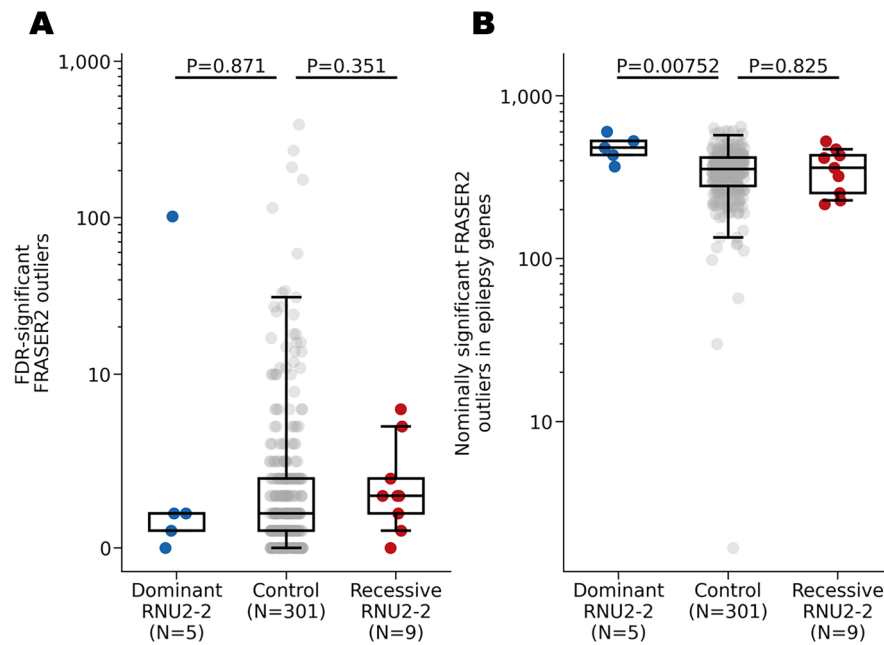 A
P=0.871
P=0.351
1,000
100
10
0
FDR-significant
FRASER2 outliers
Dominant
RNU2-2
(N=5)
Control
(N=301)
Recessive
RNU2-2
(N=9)
B
P=0.00752
P=0.825
1,000
100
10
Nominally significant FRASER2
outliers in epilepsy genes
Dominant
RNU2-2
(N=5)
Control
(N=301)
Recessive
RNU2-2
(N=9)